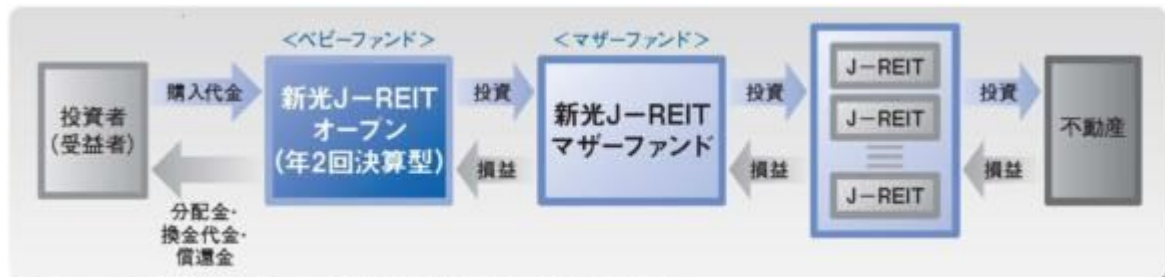 <ベビーファンド>
<マザーファンド>
投資者
(受益者)
購入代金
分配金・
換金代金・
償還金
新光J−REIT
オープン
(年2回決算型)
投資
損益
新光J−REIT
マザーファンド
投資
損益
J−REIT
J−REIT
J−REIT
投資
損益
不動産